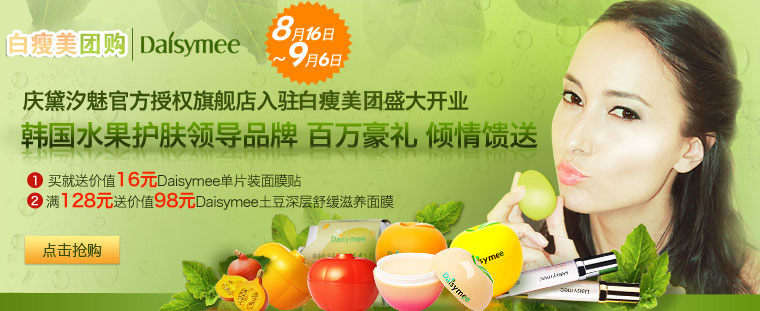 白瘦美团购 Daisymee
8月16日
~9月6日
庆黛汐魅官方授权旗舰店入驻白瘦美团盛大开业
韩国水果护肤领导品牌 百万豪礼 倾情馈送
1 买就送价值16元Daisymee单片装面膜贴
2 满128元送价值98元Daisymee土豆深层舒缓滋养面膜
点击抢购
Daisymee
Daisymee
Daisymee
Daisymee
Daisymee